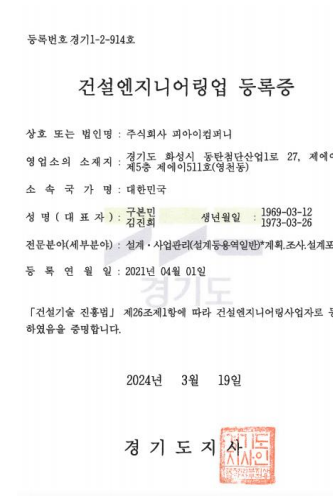 등록번호 경기1-2-914호
건설엔지니어링업 등록증
상호 또는 법인명 : 주식회사 피아이컴퍼니
영업소의 소재지 : 경기도 화성시 동탄첨단산업1로 27, 제에이
제5층 제에이511호(영천동)
소 속 국 가 명 : 대한민국
성 명 ( 대 표 자 ) : 구본민 생년월일 : 1969-03-12
김진희 1973-03-26
전문분야(세부분야) : 설계·사업관리(설계등용역일반)*계획.조사.설계포
등 록 연 월 일 : 2021년 04월 01일
경기도
「건설기술 진흥법」 제26조제1항에 따라 건설엔지니어링사업자로 등
하였음을 증명합니다.
2024년 3월 19일
경 기 도 지 사